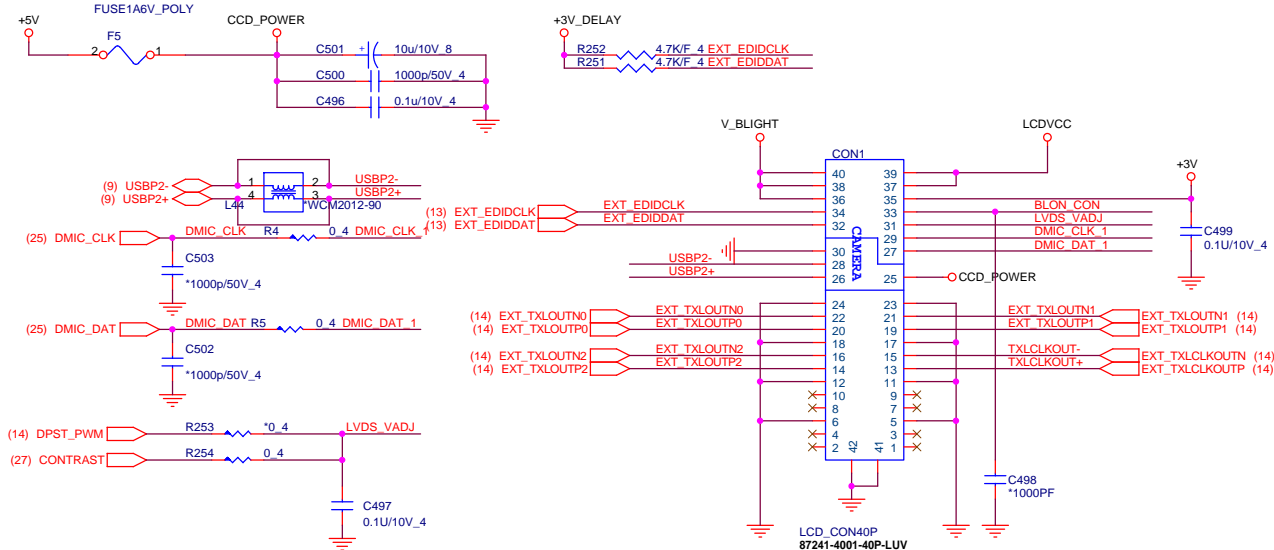 FUSE1A6V_POLY
+5V
CCD_POWER
F5
2
1
C501
+
10u/10V_8
C500
1000p/50V_4
C496
0.1u/10V_4
+3V_DELAY
R252
4.7K/F_4
EXT_EDIDCLK
R251
4.7K/F_4
EXT_EDIDDAT
(9) USBP2-
1
2
USBP2-
(9) USBP2+
4
3
USBP2+
L44
*WCM2012-90
(25) DMIC_CLK
DMIC_CLK
R4
0_4
DMIC_CLK_1
C503
*1000p/50V_4
(25) DMIC_DAT
DMIC_DAT
R5
0_4
DMIC_DAT_1
C502
*1000p/50V_4
(14) DPST_PWM
R253
*0_4
LVDS_VADJ
(27) CONTRAST
R254
0_4
C497
0.1U/10V_4
V_BLIGHT
LCDVCC
CON1
+3V
40
39
38
37
36
35
(13) EXT_EDIDCLK
EXT_EDIDCLK
34
33
BLON_CON
(13) EXT_EDIDDAT
EXT_EDIDDAT
32
31
LVDS_VADJ
29
DMIC_CLK_1
30
27
DMIC_DAT_1
CAMERA
C499
0.1U/10V_4
USBP2-
28
USBP2+
26
25
CCD_POWER
24
23
(14) EXT_TXLOUTN0
EXT_TXLOUTN0
22
21
EXT_TXLOUTN1
EXT_TXLOUTN1 (14)
(14) EXT_TXLOUTP0
EXT_TXLOUTP0
20
19
EXT_TXLOUTP1
EXT_TXLOUTP1 (14)
18
17
(14) EXT_TXLOUTN2
EXT_TXLOUTN2
16
15
TXLCLKOUT-
EXT_TXLCLKOUTN (14)
(14) EXT_TXLOUTP2
EXT_TXLOUTP2
14
13
TXLCLKOUT+
EXT_TXLCLKOUTP (14)
12
11
10
9
8
7
6
5
4
3
2
1
42
41
C498
*1000PF
LCD_CON40P
87241-4001-40P-LUV